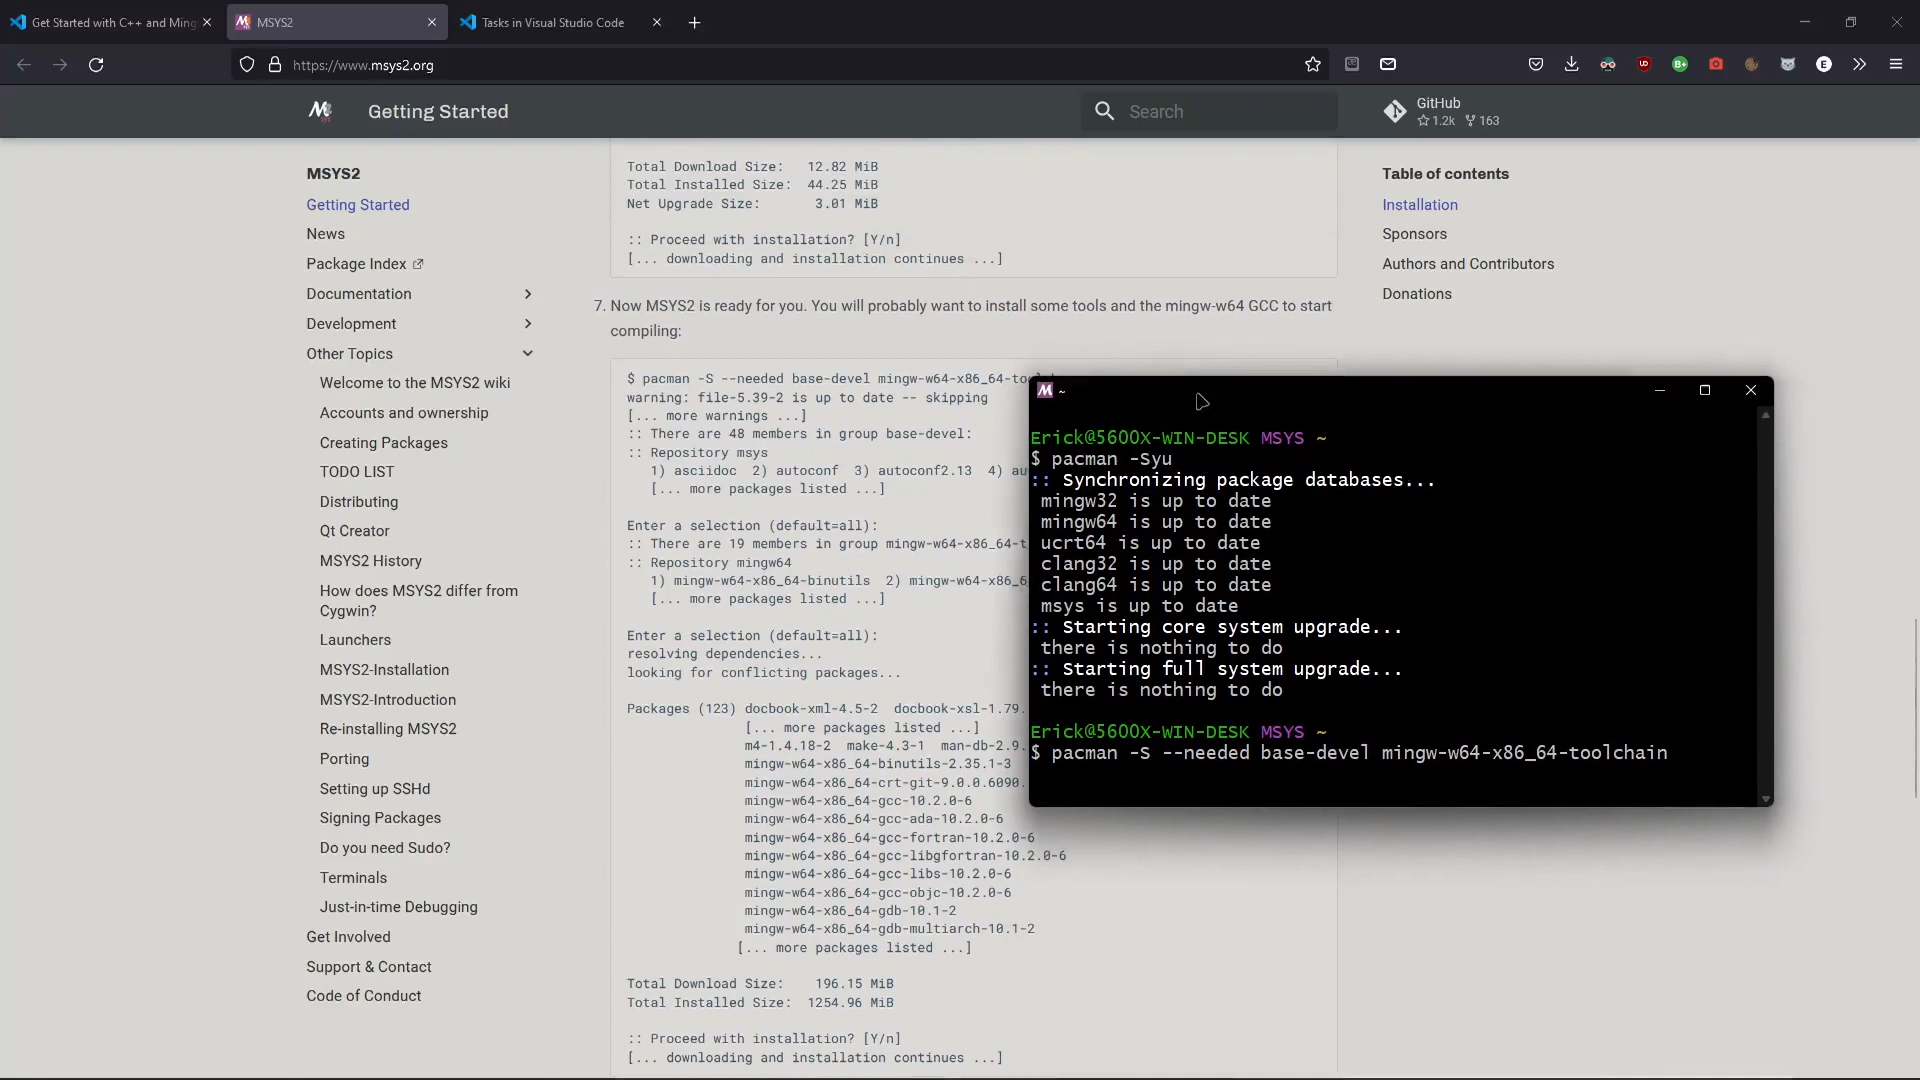 Get Started with C++ and Ming
MSYS2
Tasks in Visual Studio Code
https://www.msys2.org
Getting Started
Search
GitHub
1.2k 163
MSYS2
Getting Started
News
Package Index
Documentation
Development
Other Topics
Welcome to the MSYS2 wiki
Accounts and ownership
Creating Packages
TODO LIST
Distributing
Qt Creator
MSYS2 History
How does MSYS2 differ from
Cygwin?
Launchers
MSYS2-Installation
MSYS2-Introduction
Re-installing MSYS2
Porting
Setting up SSHd
Signing Packages
Do you need Sudo?
Terminals
Just-in-time Debugging
Get Involved
Support & Contact
Code of Conduct
Total Download Size: 12.82 MiB
Total Installed Size: 44.25 MiB
Net Upgrade Size: 3.01 MiB
:: Proceed with installation? [Y/n]
[... downloading and installation continues ...]
7. Now MSYS2 is ready for you. You will probably want to install some tools and the mingw-w64 GCC to start
compiling:
$ pacman -S --needed base-devel mingw-w64-x86_64-toolch
warning: file-5.39-2 is up to date -- skipping
[... more warnings ...]
:: There are 48 members in group base-devel:
:: Repository msys
1) asciidoc 2) autoconf 3) autoconf2.13 4) au
[... more packages listed ...]
Enter a selection (default=all):
:: There are 19 members in group mingw-w64-x86_64-t
:: Repository mingw64
1) mingw-w64-x86_64-binutils 2) mingw-w64-x86_6
[... more packages listed ...]
Enter a selection (default=all):
resolving dependencies...
looking for conflicting packages...
Packages (123) docbook-xml-4.5-2 docbook-xsl-1.79.
[... more packages listed ...]
m4-1.4.18-2 make-4.3-1 man-db-2.9.
mingw-w64-x86_64-binutils-2.35.1-3
mingw-w64-x86_64-crt-git-9.0.0.6090.
mingw-w64-x86_64-gcc-10.2.0-6
mingw-w64-x86_64-gcc-ada-10.2.0-6
mingw-w64-x86_64-gcc-fortran-10.2.0-6
mingw-w64-x86_64-gcc-libgfortran-10.2.0-6
mingw-w64-x86_64-gcc-libs-10.2.0-6
mingw-w64-x86_64-gcc-objc-10.2.0-6
mingw-w64-x86_64-gdb-10.1-2
mingw-w64-x86_64-gdb-multiarch-10.1-2
[... more packages listed ...]
Total Download Size: 196.15 MiB
Total Installed Size: 1254.96 MiB
:: Proceed with installation? [Y/n]
[... downloading and installation continues ...]
Table of contents
Installation
Sponsors
Authors and Contributors
Donations
~
Erick@5600X-WIN-DESK MSYS ~
$ pacman -Syu
:: Synchronizing package databases...
mingw32 is up to date
mingw64 is up to date
ucrt64 is up to date
clang32 is up to date
clang64 is up to date
msys is up to date
:: Starting core system upgrade...
there is nothing to do
:: Starting full system upgrade...
there is nothing to do
Erick@5600X-WIN-DESK MSYS ~
$ pacman -S --needed base-devel mingw-w64-x86_64-toolchain